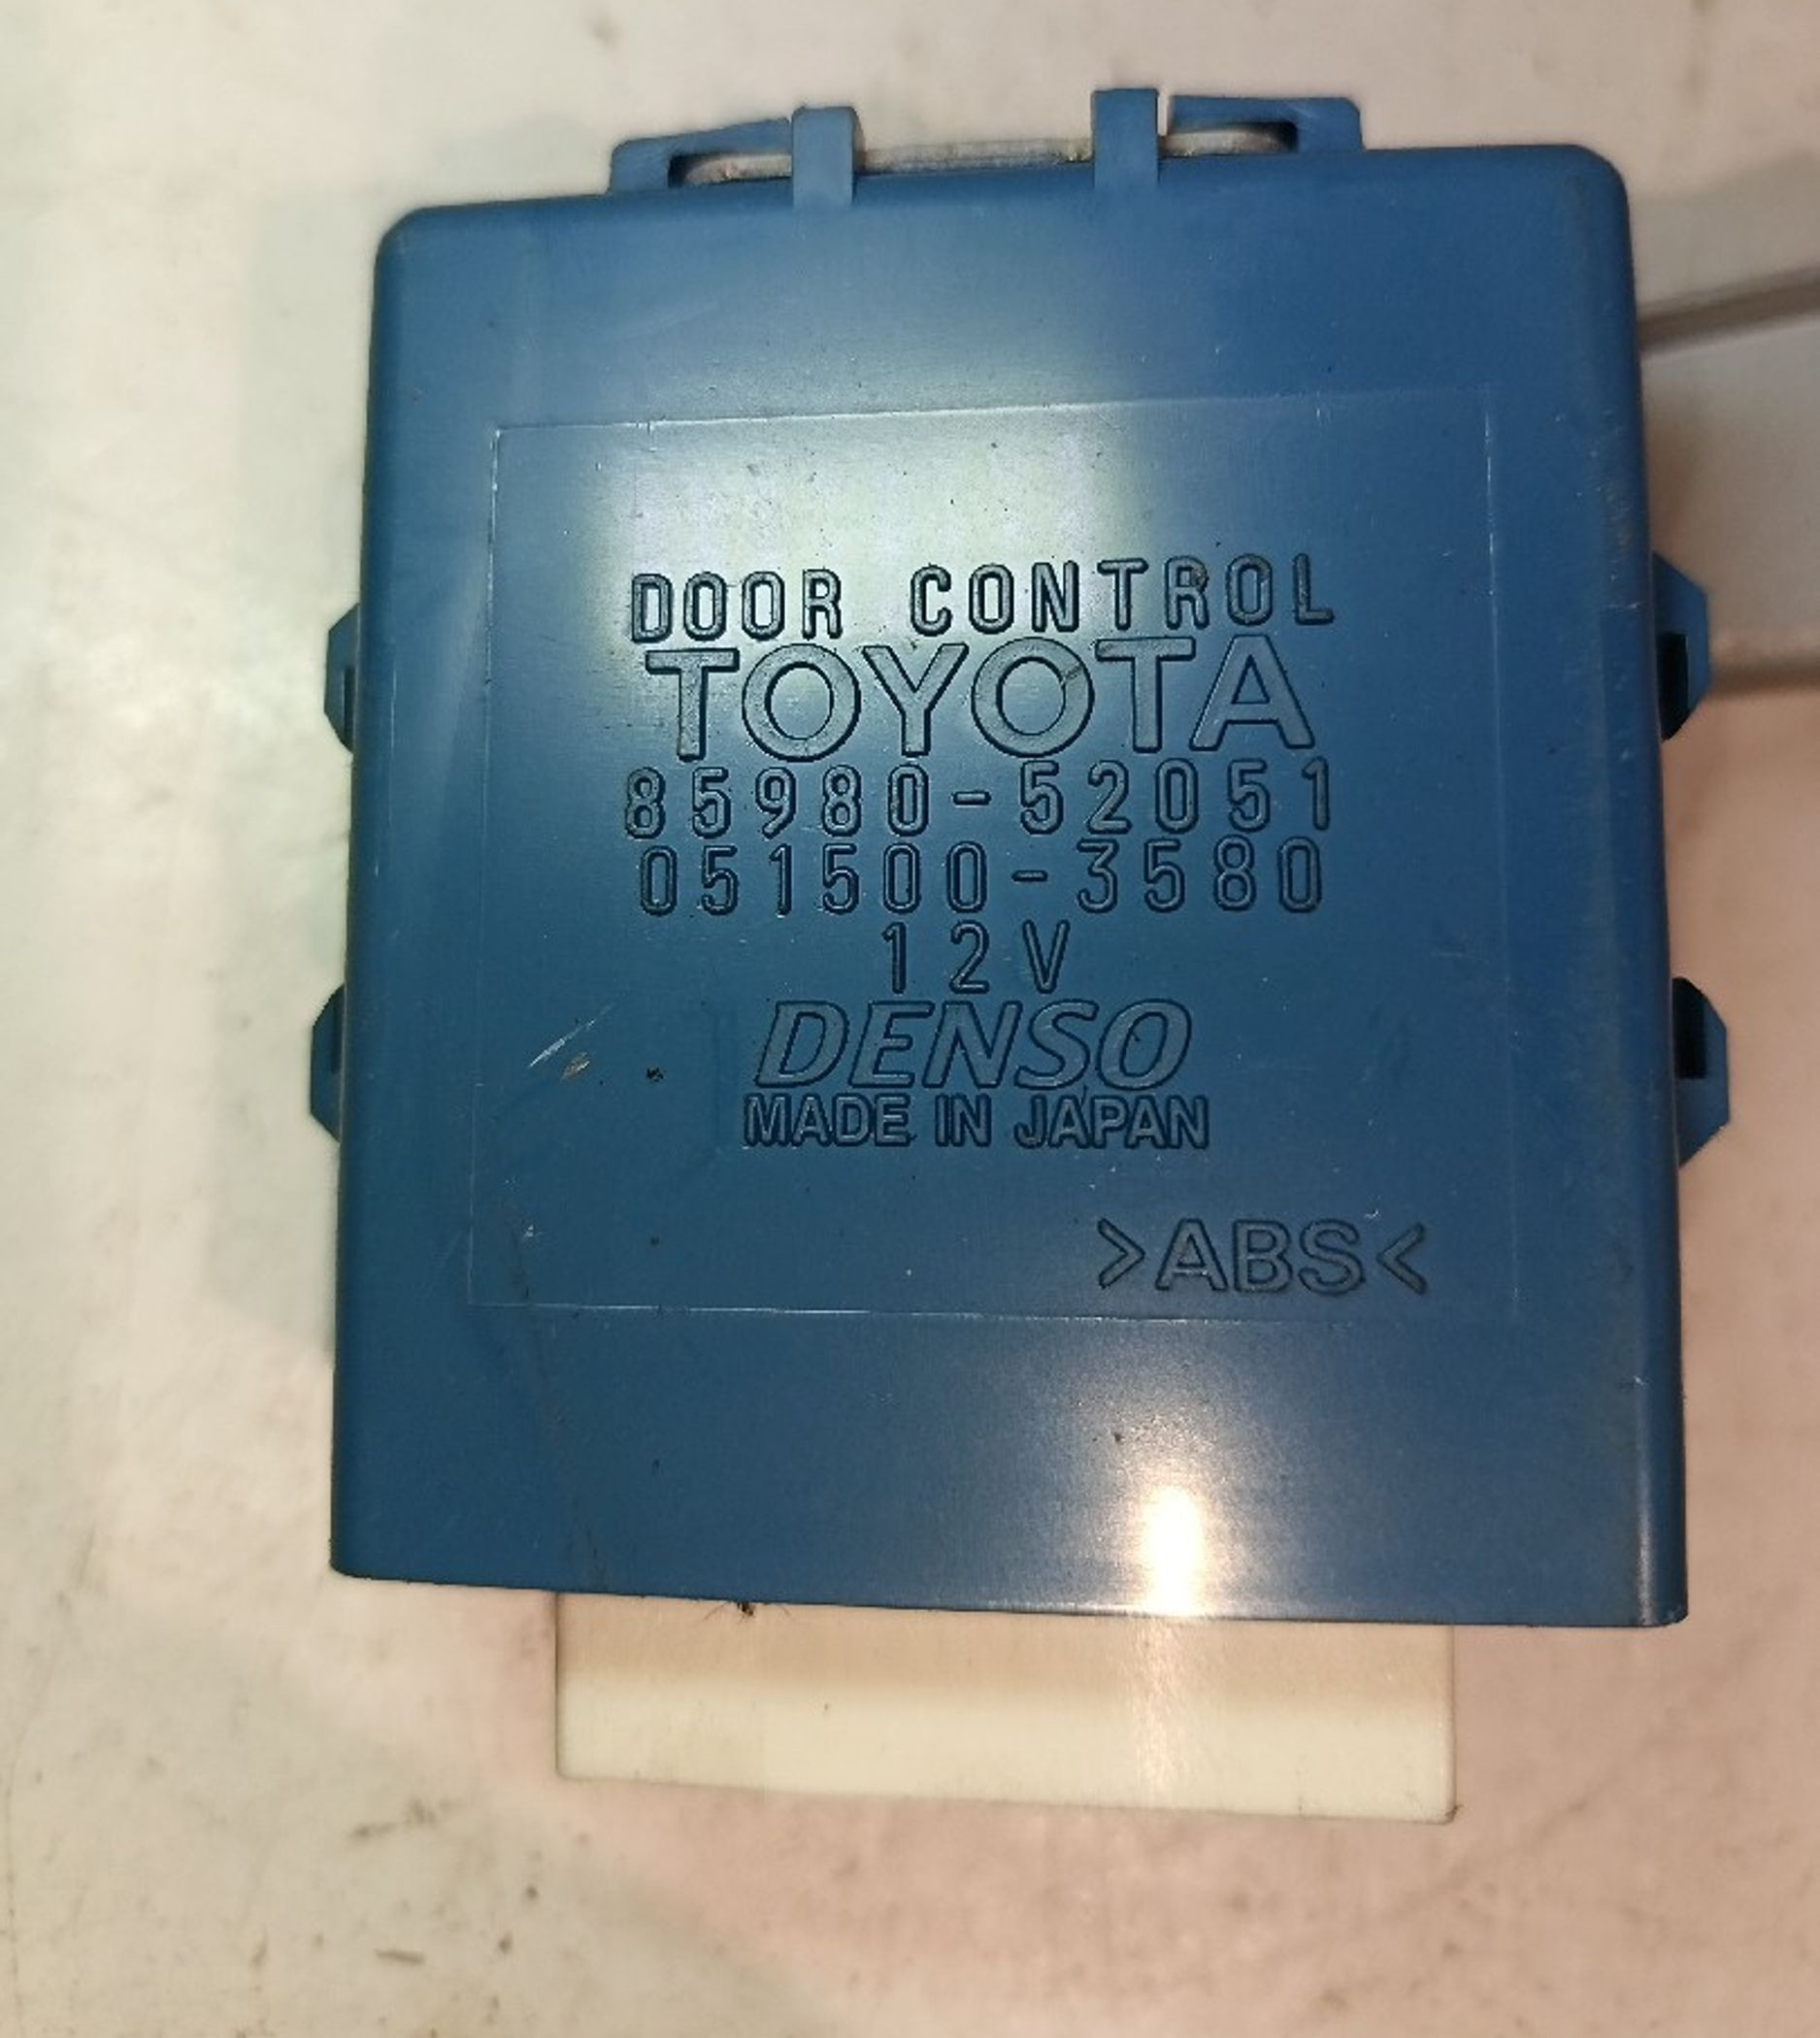 DOOR CONTROL
TOYOTA
85980-52051
051500-3580
12V
DENSO
MADE IN JAPAN
>ABS<